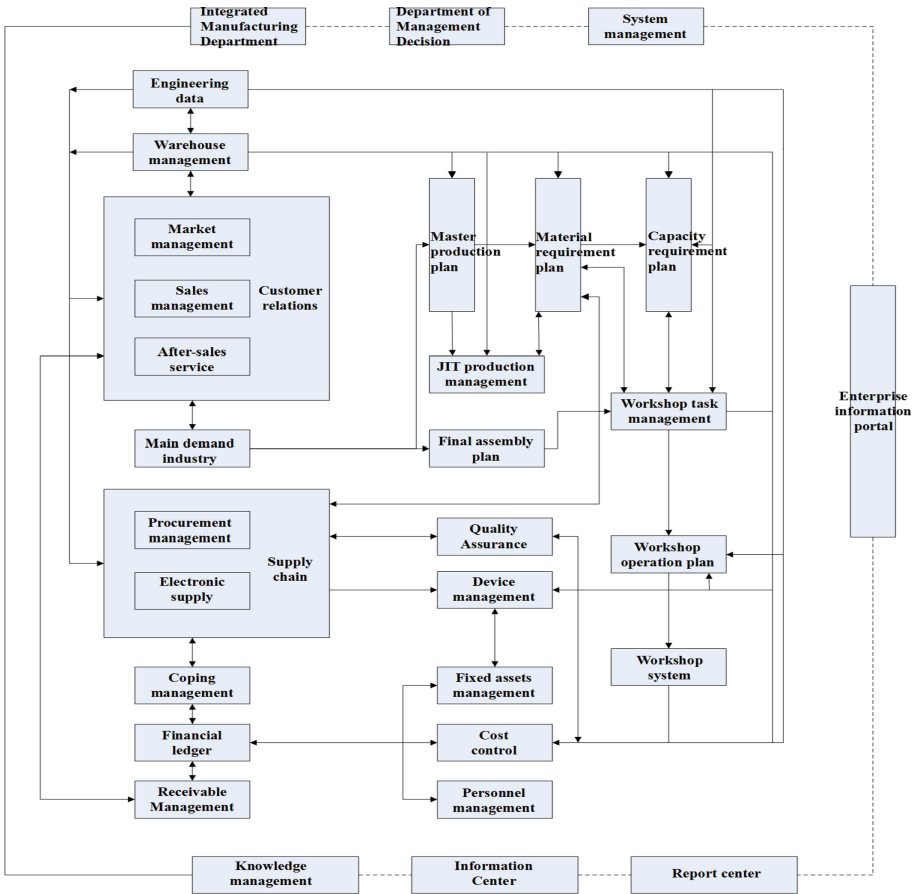 Integrated
Manufacturing
Department
Department of
Management
Decision
System
management
Engineering
data
Warehouse
management
Market
management
Sales
management
After-sales
service
Customer
relations
Master
production
plan
Material
requirement
plan
Capacity
requirement
plan
JIT production
management
Enterprise
information
portal
Workshop task
management
Main demand
industry
Final assembly
plan
Procurement
management
Electronic
supply
Supply
chain
Quality
Assurance
Device
management
Workshop
operation plan
Coping
management
Fixed assets
management
Workshop
system
Financial
ledger
Cost
control
Receivable
Management
Personnel
management
Knowledge
management
Information
Center
Report center